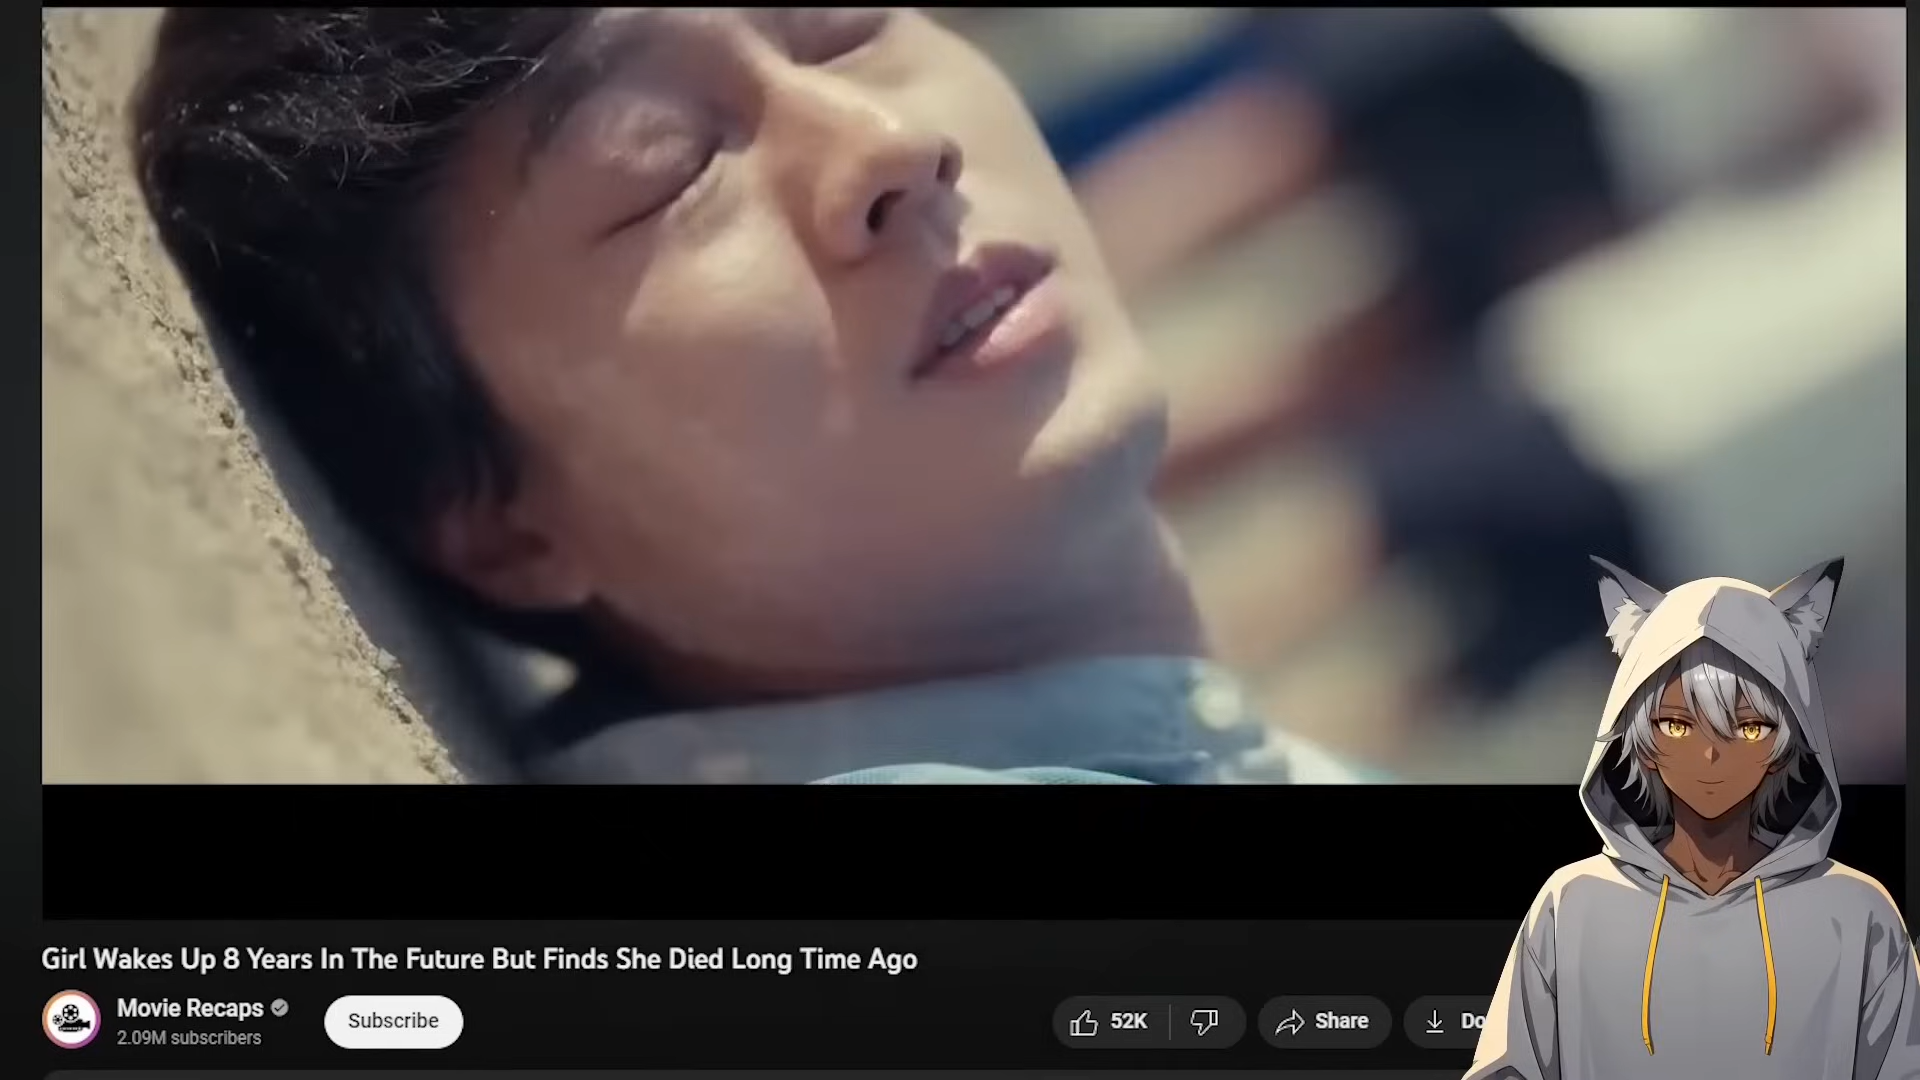 Girl Wakes Up 8 Years In The Future But Finds She Died Long Time Ago
Movie Recaps
2.09M subscribers
Subscribe
52K
Share